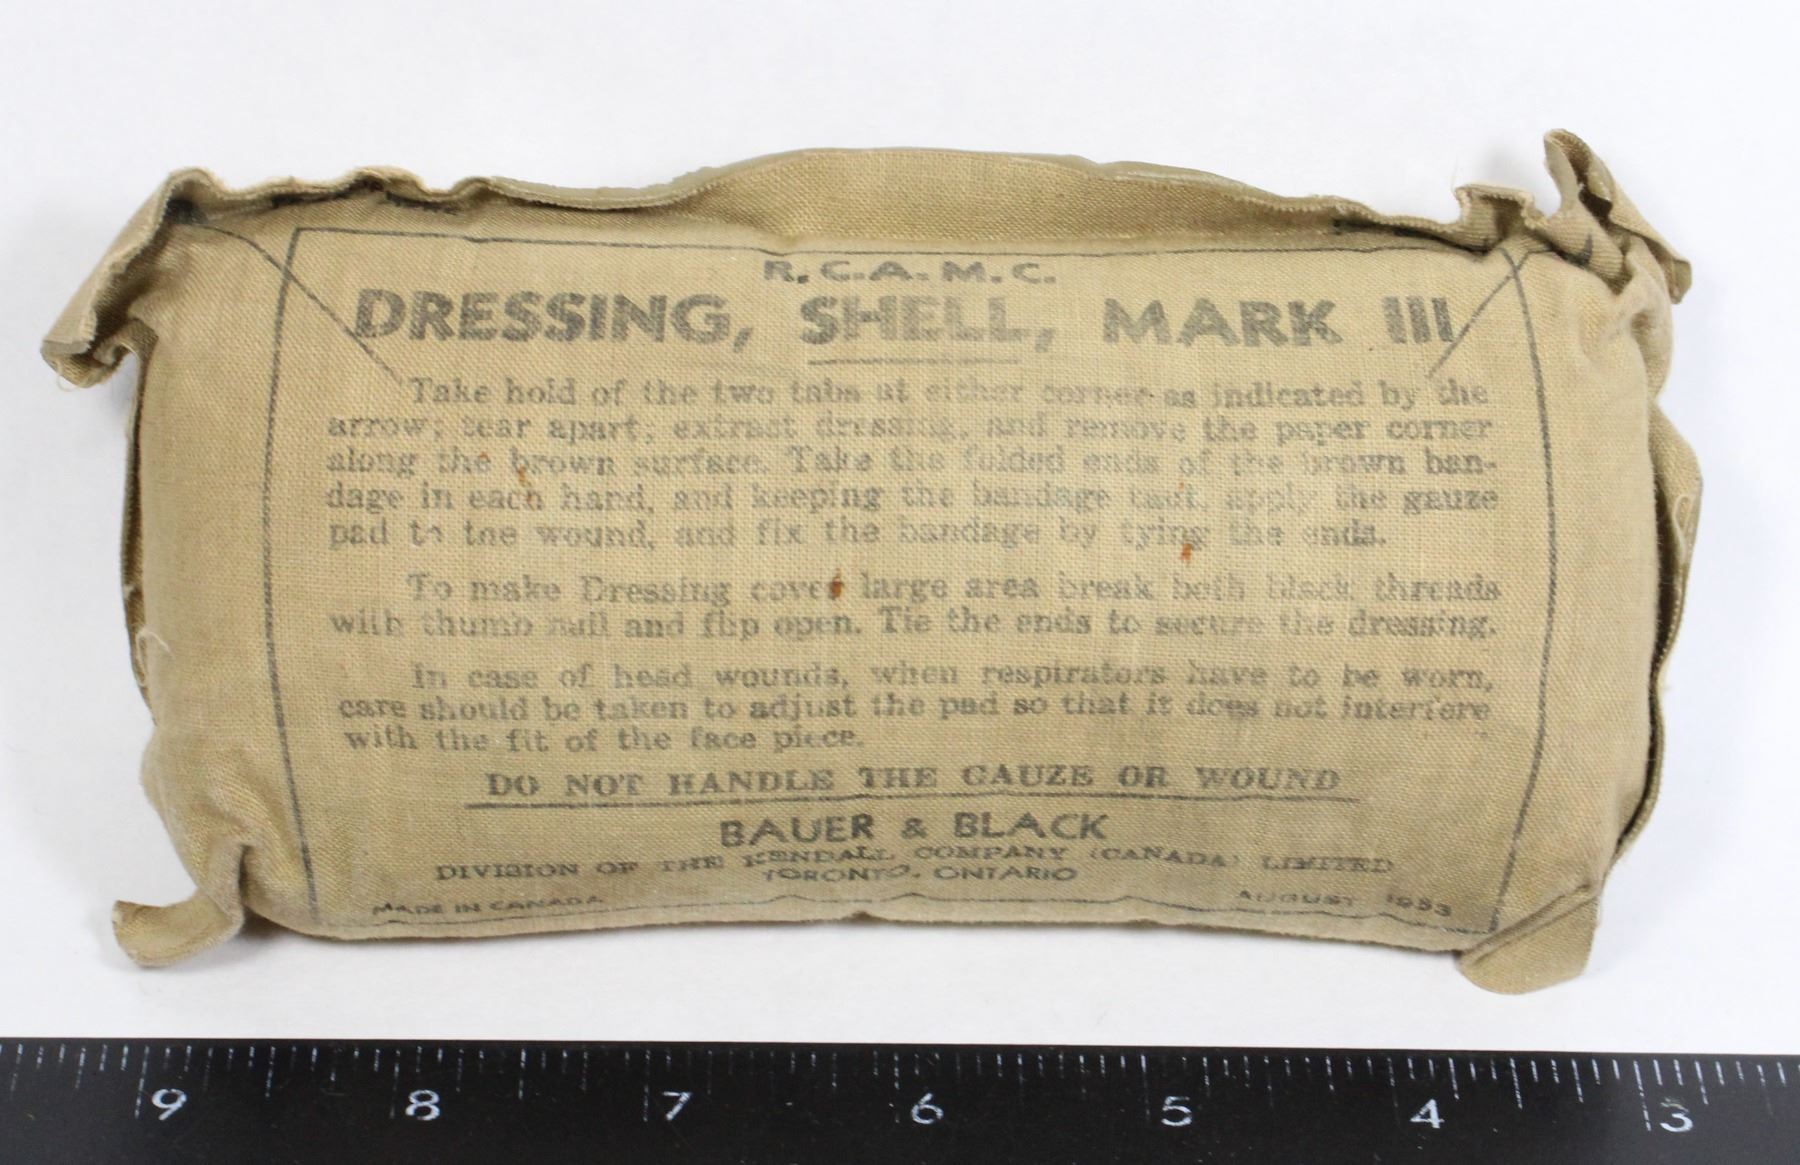 R.C.A.M.C.
DRESSING, SHELL, MARK III
Take hold of the two tabs at either corner as indicated by the
arrow; tear apart; extract dressing, and remove the paper corner
along the brown surface. Take the folded ends of the brown ban-
dage in each hand, and keeping the bandage taut, apply the gauze
pad to the wound, and fix the bandage by tying the ends.
To make Dressing cover large area break both black threads
with thumb nail and flip open. Tie the ends to secure the dressing.
In case of head wounds, when respirators have to be worn,
care should be taken to adjust the pad so that it does not interfere
with the fit of the face piece.
DO NOT HANDLE THE GAUZE OR WOUND
BAUER & BLACK
DIVISION OF THE KENDALL COMPANY (CANADA) LIMITED
TORONTO, ONTARIO
MADE IN CANADA AUGUST 1953
9 8 7 6 5 4 3